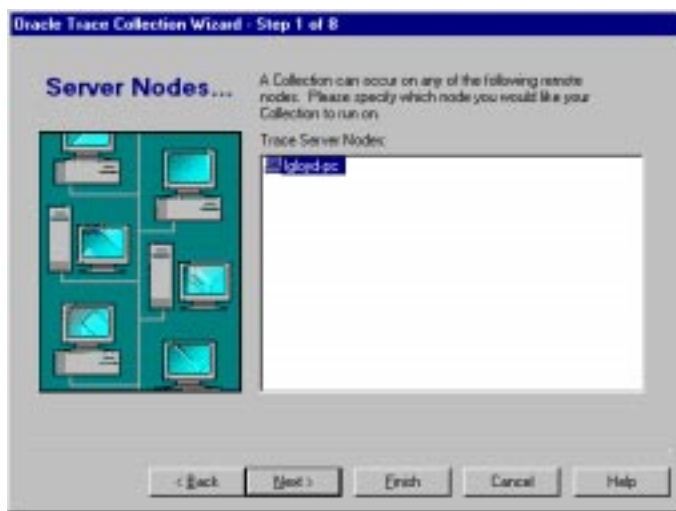 Oracle Trace Collection Wizard - Step 1 of 8
Server Nodes...
A Collection can occur on any of the following remote
nodes. Please specify which node you would like your
Collection to run on.
Trace Server Nodes:
lgloyd-pc
< Back
Next >
Finish
Cancel
Help